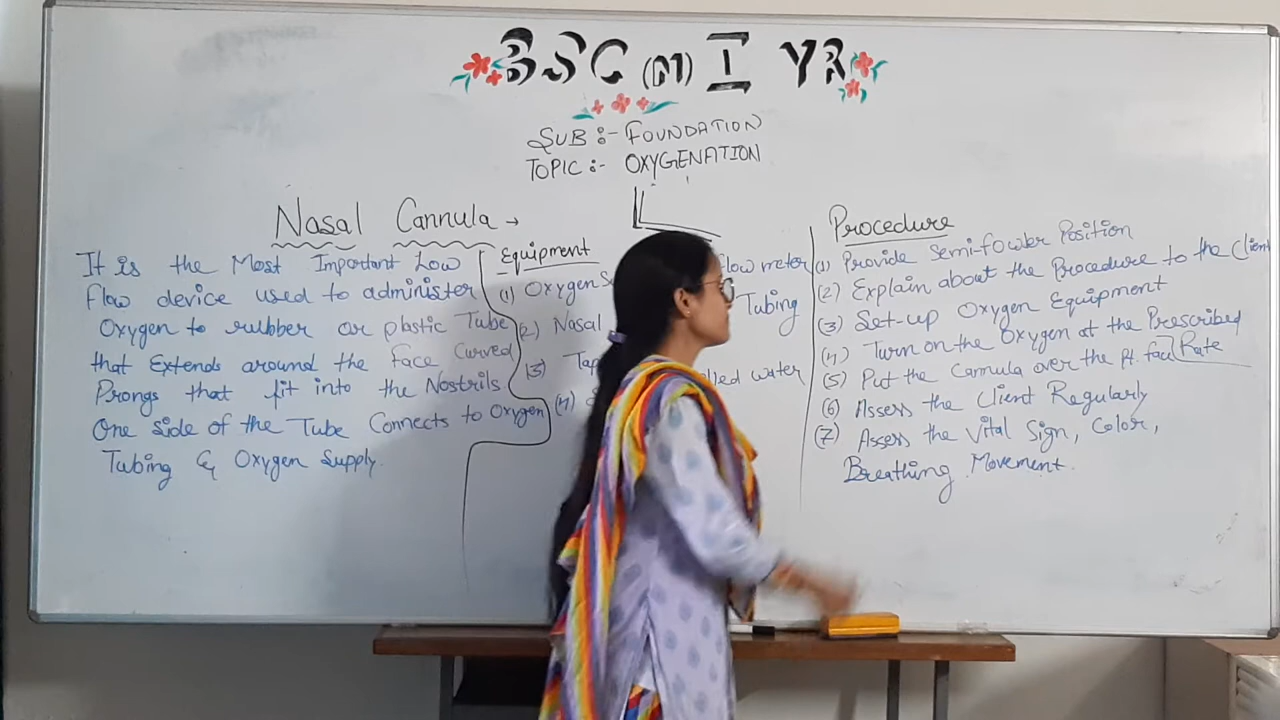 BSC (N) I YR
SUB :- FOUNDATION
TOPIC :- OXYGENATION
Nasal Cannula →
It is the Most Important Low
flow device used to administer
Oxygen to rubber or plastic Tube
that Extends around the face Curved
Prongs that fit into the Nostrils
One side of the Tube Connects to Oxygen
Tubing & Oxygen Supply.
Equipment
(1) Oxygen flow meter
(2) Nasal Tubing
(3)
(4) water
Procedure
(1) Provide Semi-fowler Position
(2) Explain about the Procedure to the Client
(3) Set-up Oxygen Equipment
(4) Turn on the Oxygen at the Prescribed
Rate
(5) Put the Cannula over the pt. face
(6) Assess the Client Regularly
(7) Assess the Vital Sign, Color,
Breathing Movement.